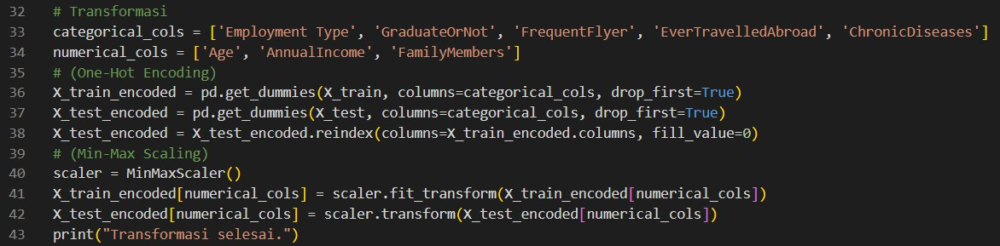 32 # Transformasi
33 categorical_cols = ['Employment Type', 'GraduateOrNot', 'FrequentFlyer', 'EverTravelledAbroad', 'ChronicDiseases']
34 numerical_cols = ['Age', 'AnnualIncome', 'FamilyMembers']
35 # (One-Hot Encoding)
36 X_train_encoded = pd.get_dummies(X_train, columns=categorical_cols, drop_first=True)
37 X_test_encoded = pd.get_dummies(X_test, columns=categorical_cols, drop_first=True)
38 X_test_encoded = X_test_encoded.reindex(columns=X_train_encoded.columns, fill_value=0)
39 # (Min-Max Scaling)
40 scaler = MinMaxScaler()
41 X_train_encoded[numerical_cols] = scaler.fit_transform(X_train_encoded[numerical_cols])
42 X_test_encoded[numerical_cols] = scaler.transform(X_test_encoded[numerical_cols])
43 print("Transformasi selesai.")